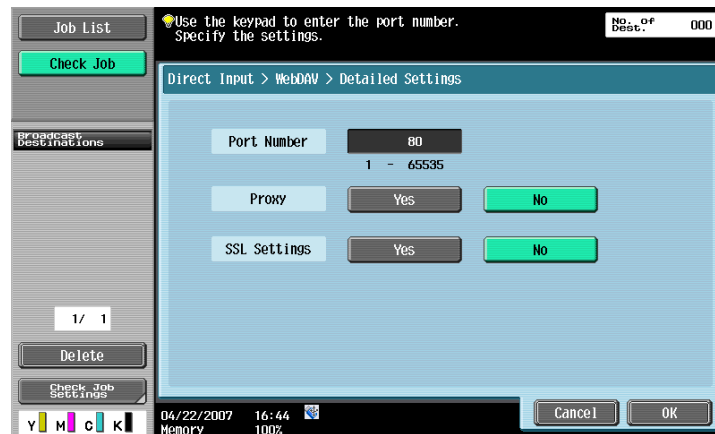 Job List
Check Job
Broadcast
Destinations
1/ 1
Delete
Check Job
Settings
Y M C K
Use the keypad to enter the port number.
Specify the settings.
No. of
Dest. 000
Direct Input > WebDAV > Detailed Settings
Port Number 80
1 - 65535
Proxy Yes No
SSL Settings Yes No
04/22/2007 16:44
Memory 100%
Cancel OK